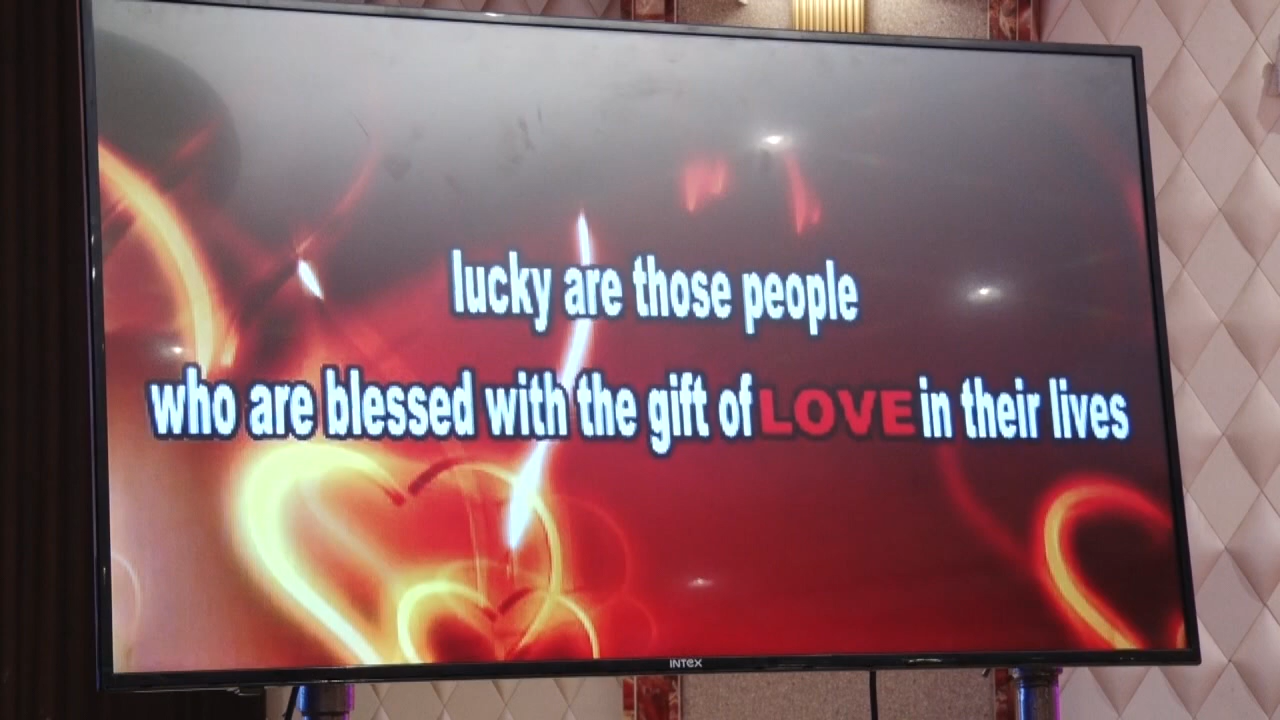 lucky are those people
who are blessed with the gift of LOVE in their lives
INTEX